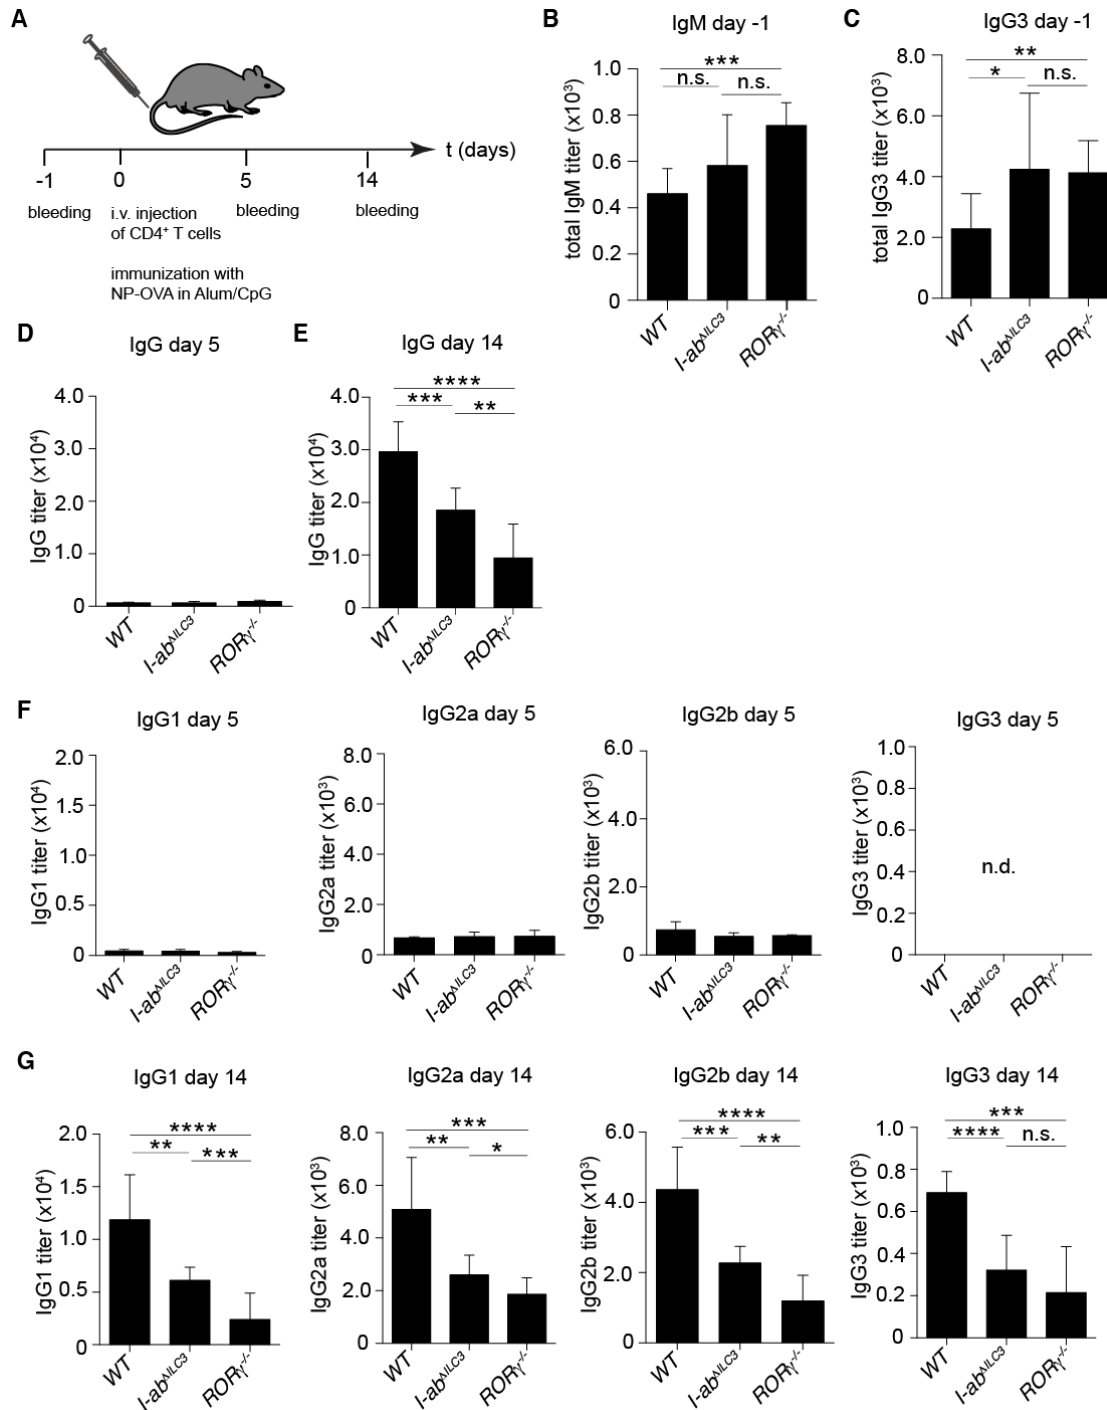 A
t (days)
-1 0 5 14
bleeding i.v. injection of CD4⁺ T cells bleeding bleeding
immunization with
NP-OVA in Alum/CpG
B
IgM day -1
total IgM titer (x10³)
1.0
0.8
0.6
0.4
0.2
0
***
n.s. n.s.
WT I-ab^ΔILC3 RORγ^-/-
C
IgG3 day -1
total IgG3 titer (x10³)
8.0
6.0
4.0
2.0
0
**
* n.s.
WT I-ab^ΔILC3 RORγ^-/-
D
IgG day 5
IgG titer (x10⁴)
4.0
3.0
2.0
1.0
0
WT I-ab^ΔILC3 RORγ^-/-
E
IgG day 14
IgG titer (x10⁴)
4.0
3.0
2.0
1.0
0
****
*** **
WT I-ab^ΔILC3 RORγ^-/-
F
IgG1 day 5
IgG1 titer (x10⁴)
2.0
1.5
1.0
0.5
0
WT I-ab^ΔILC3 RORγ^-/-
IgG2a day 5
IgG2a titer (x10³)
8.0
6.0
4.0
2.0
0
WT I-ab^ΔILC3 RORγ^-/-
IgG2b day 5
IgG2b titer (x10³)
6.0
4.0
2.0
0
WT I-ab^ΔILC3 RORγ^-/-
IgG3 day 5
IgG3 titer (x10³)
1.0
0.8
0.6
0.4
0.2
0
n.d.
WT I-ab^ΔILC3 RORγ^-/-
G
IgG1 day 14
IgG1 titer (x10⁴)
2.0
1.5
1.0
0.5
0
****
** ***
WT I-ab^ΔILC3 RORγ^-/-
IgG2a day 14
IgG2a titer (x10³)
8.0
6.0
4.0
2.0
0
***
** *
WT I-ab^ΔILC3 RORγ^-/-
IgG2b day 14
IgG2b titer (x10³)
6.0
4.0
2.0
0
****
*** **
WT I-ab^ΔILC3 RORγ^-/-
IgG3 day 14
IgG3 titer (x10³)
1.0
0.8
0.6
0.4
0.2
0
***
**** n.s.
WT I-ab^ΔILC3 RORγ^-/-